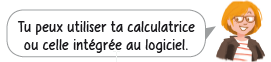 Tu peux utiliser ta calculatrice
ou celle intégrée au logiciel.